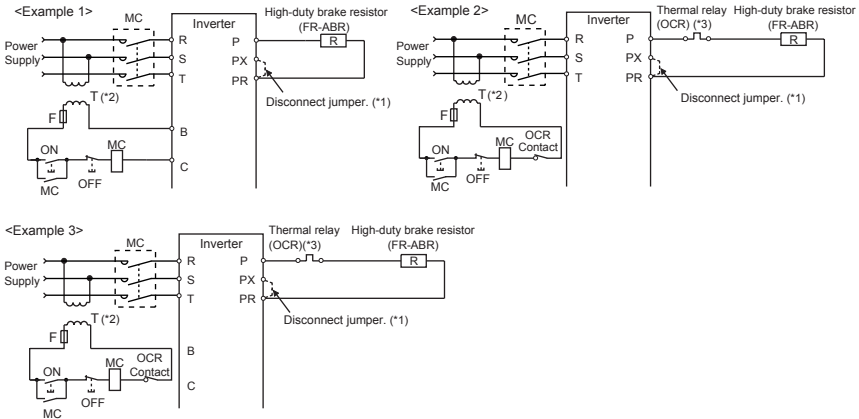 <Example 1>
MC
Inverter
High-duty brake resistor
(FR-ABR)
Power
Supply
R
S
T
P
PX
PR
R
Disconnect jumper. (*1)
T (*2)
F
B
C
ON
MC
OFF
MC
<Example 2>
MC
Inverter
Thermal relay
(OCR) (*3)
High-duty brake resistor
(FR-ABR)
Power
Supply
R
S
T
P
PX
PR
R
Disconnect jumper. (*1)
T (*2)
F
ON
MC
OFF
MC
OCR
Contact
<Example 3>
MC
Inverter
Thermal relay
(OCR)(*3)
High-duty brake resistor
(FR-ABR)
Power
Supply
R
S
T
P
PX
PR
R
Disconnect jumper. (*1)
T (*2)
F
B
C
ON
MC
OFF
MC
OCR
Contact